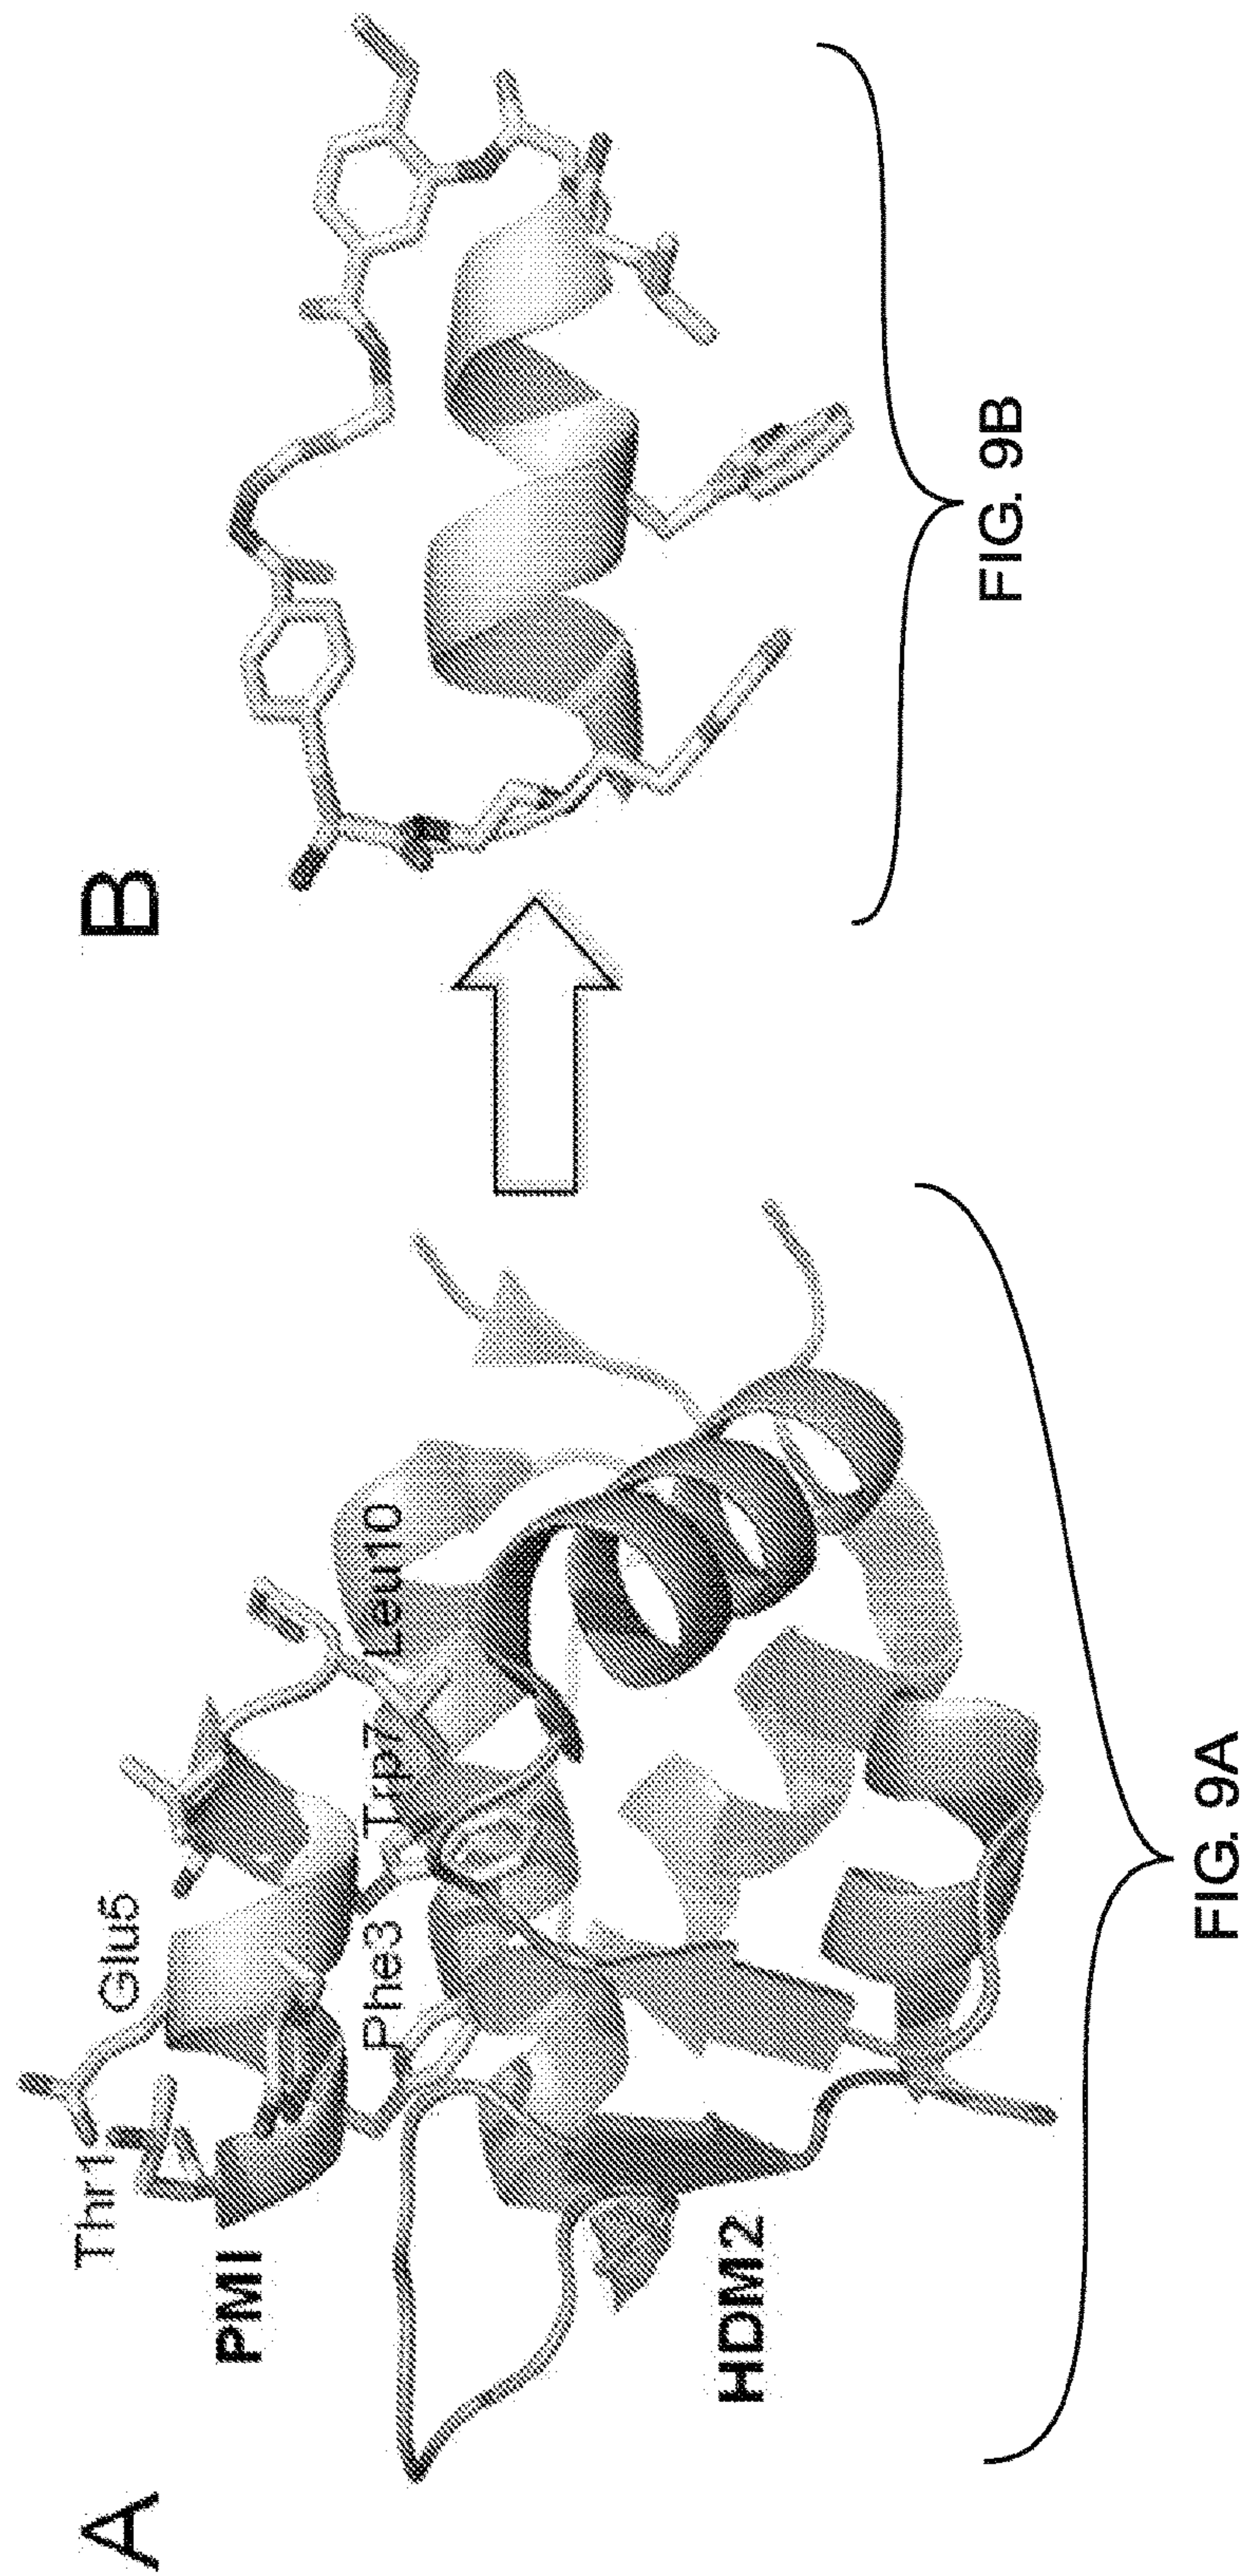 A
Thr1
Glu5
PMI
Phe3
Trp7
Leu10
HDM2
FIG. 9A
B
FIG. 9B